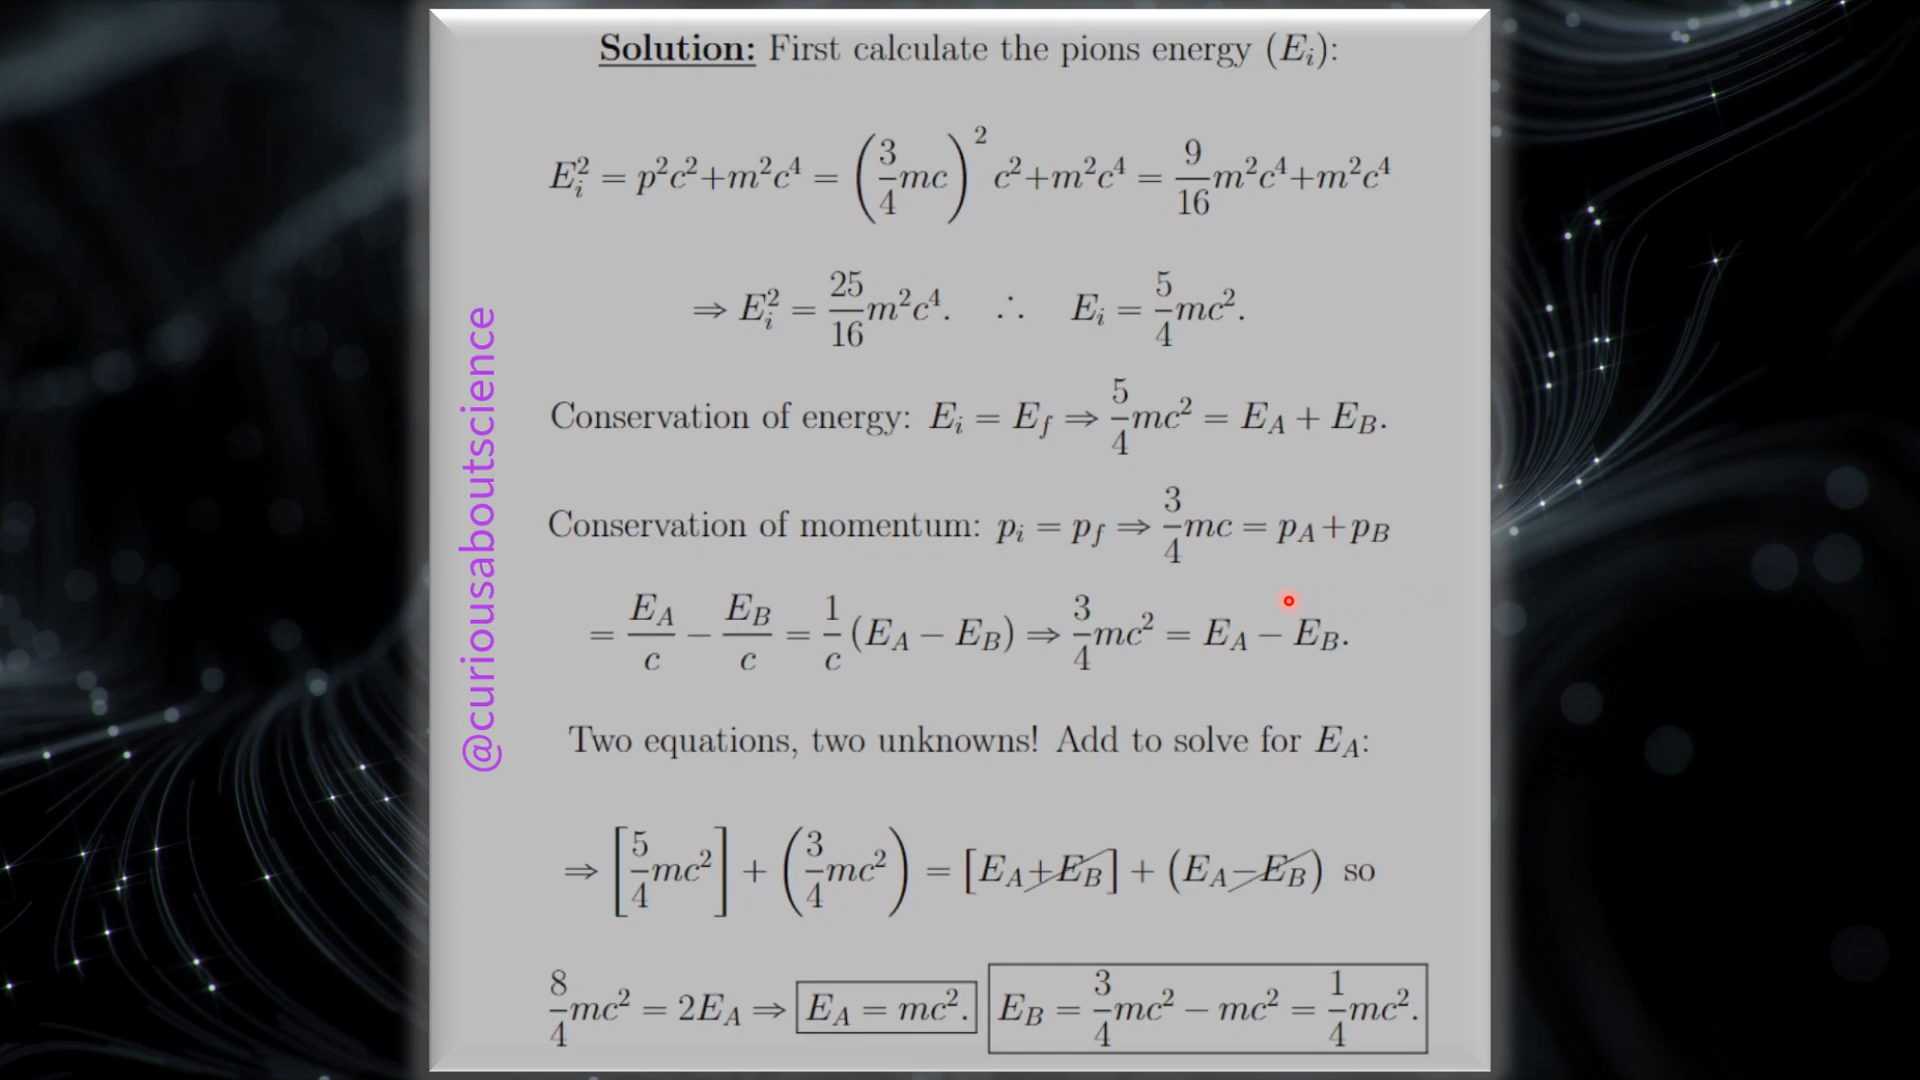 Solution: First calculate the pions energy (E_i):
E_i^2 = p^2c^2+m^2c^4 = (3/4 mc)^2 c^2+m^2c^4 = 9/16 m^2c^4+m^2c^4
⇒ E_i^2 = 25/16 m^2c^4. ∴ E_i = 5/4 mc^2.
Conservation of energy: E_i = E_f ⇒ 5/4 mc^2 = E_A + E_B.
Conservation of momentum: p_i = p_f ⇒ 3/4 mc = p_A+p_B
= E_A/c − E_B/c = 1/c (E_A − E_B) ⇒ 3/4 mc^2 = E_A − E_B.
Two equations, two unknowns! Add to solve for E_A:
⇒ [5/4 mc^2] + (3/4 mc^2) = [E_A+E_B] + (E_A−E_B) so
8/4 mc^2 = 2E_A ⇒ E_A = mc^2. E_B = 3/4 mc^2 − mc^2 = 1/4 mc^2.
@curiousaboutscience